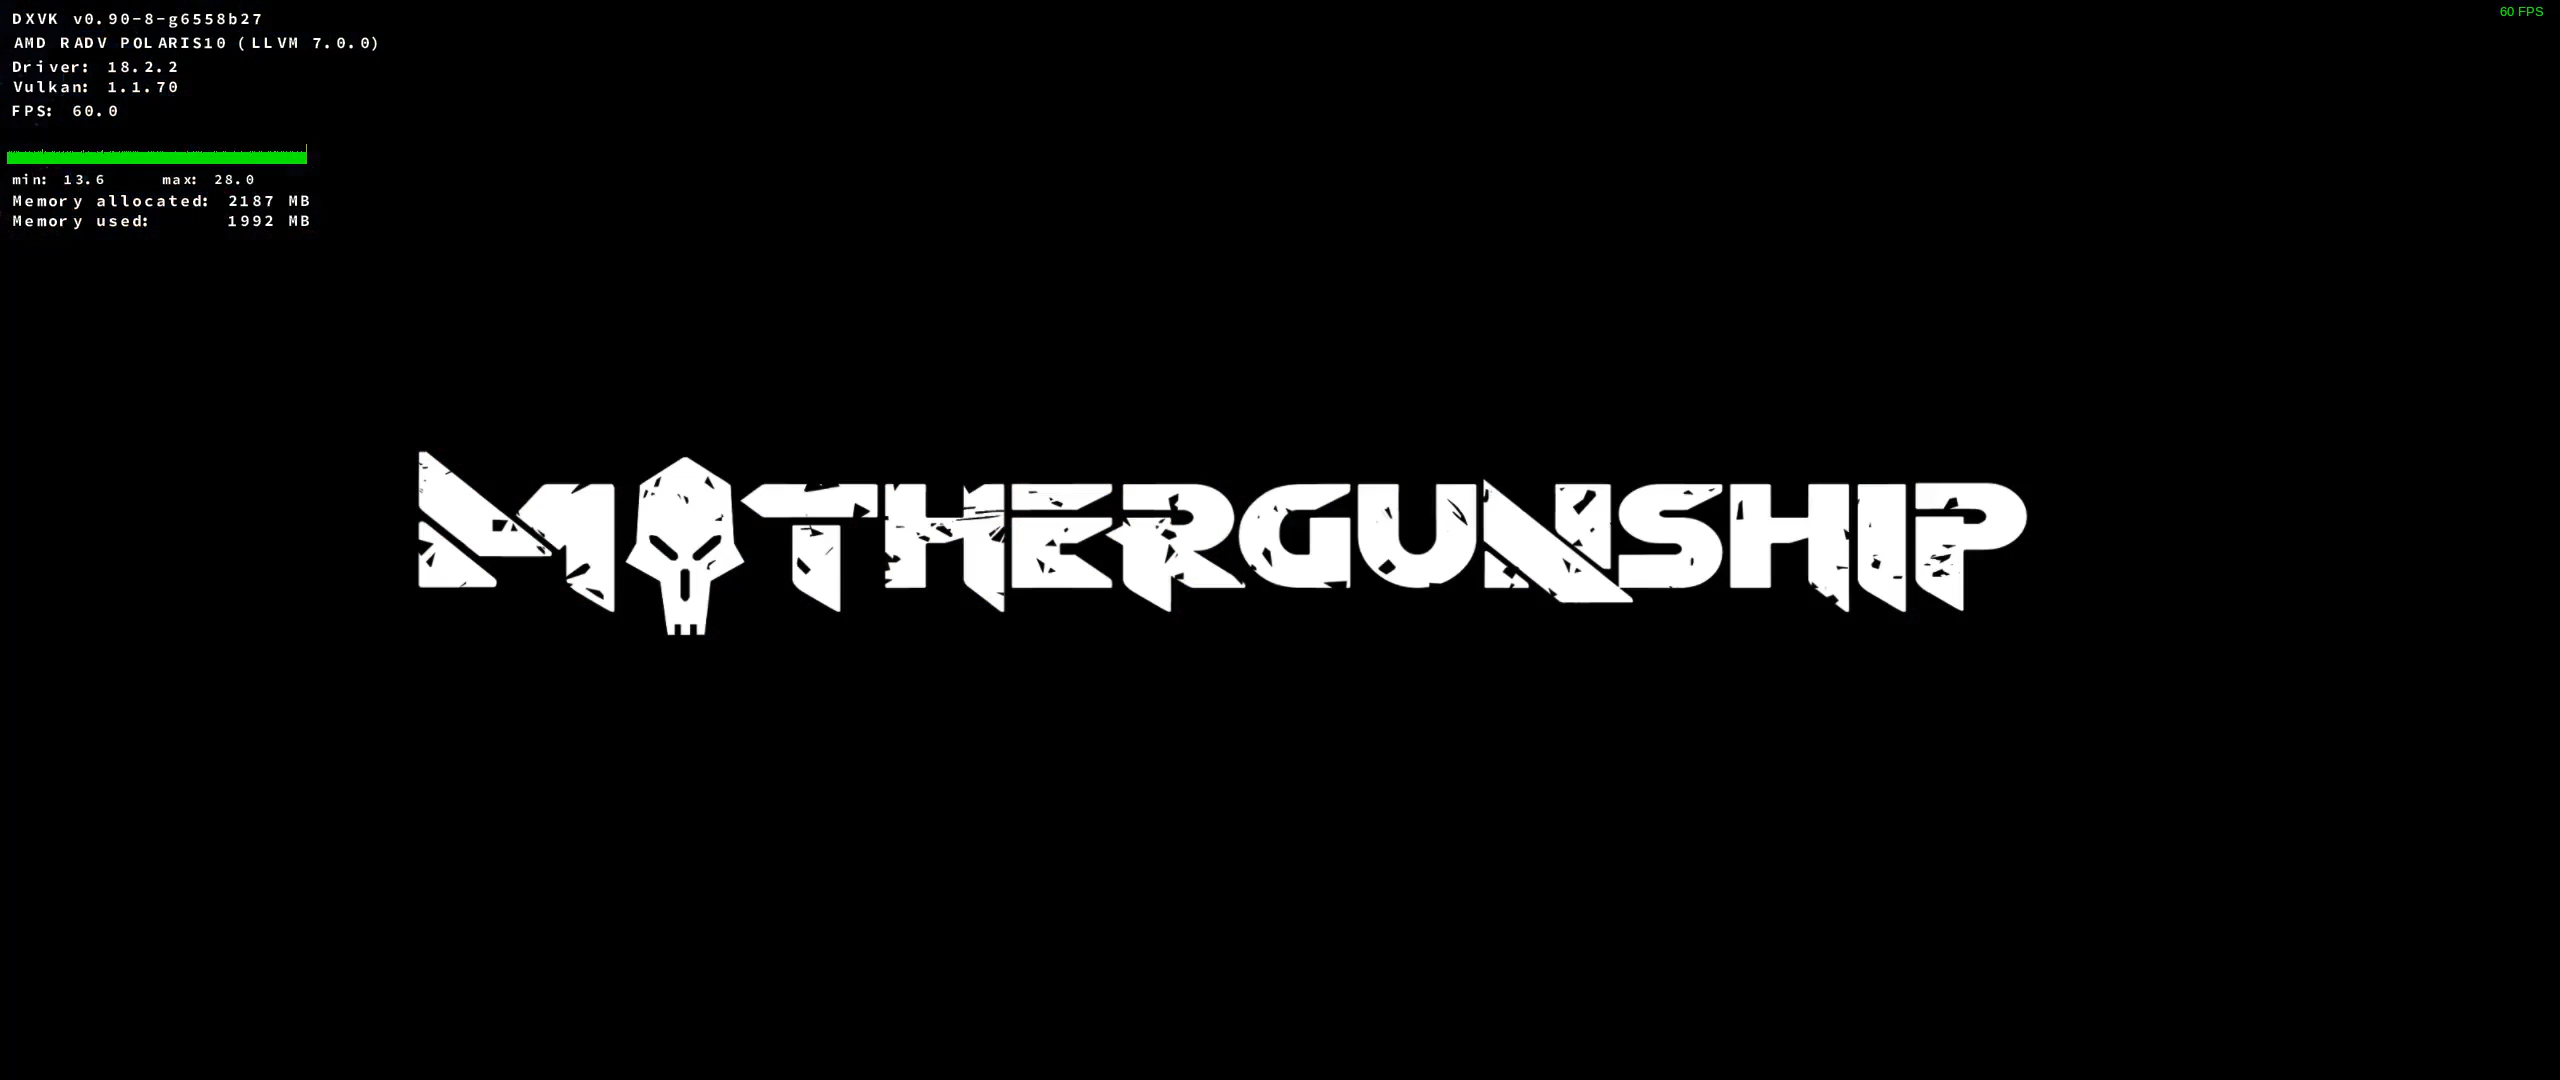 DXVK v0.90-8-g6558b27
60 FPS
AMD RADV POLARIS10 (LLVM 7.0.0)
Driver: 18.2.2
Vulkan: 1.1.70
FPS: 60.0
min: 13.6 max: 28.0
Memory allocated: 2187 MB
Memory used: 1992 MB
MOTHERGUNSHIP